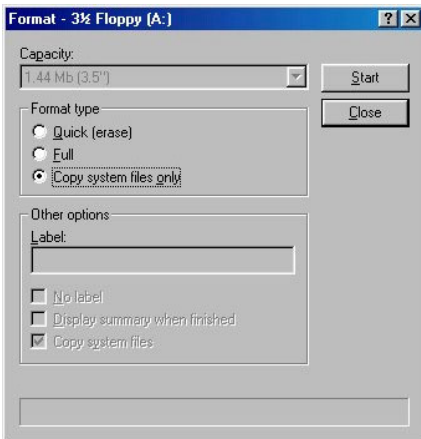 Format - 3½ Floppy (A:)
Capacity:
1.44 Mb (3.5")
Start
Close
Format type
Quick (erase)
Full
Copy system files only
Other options
Label:
No label
Display summary when finished
Copy system files